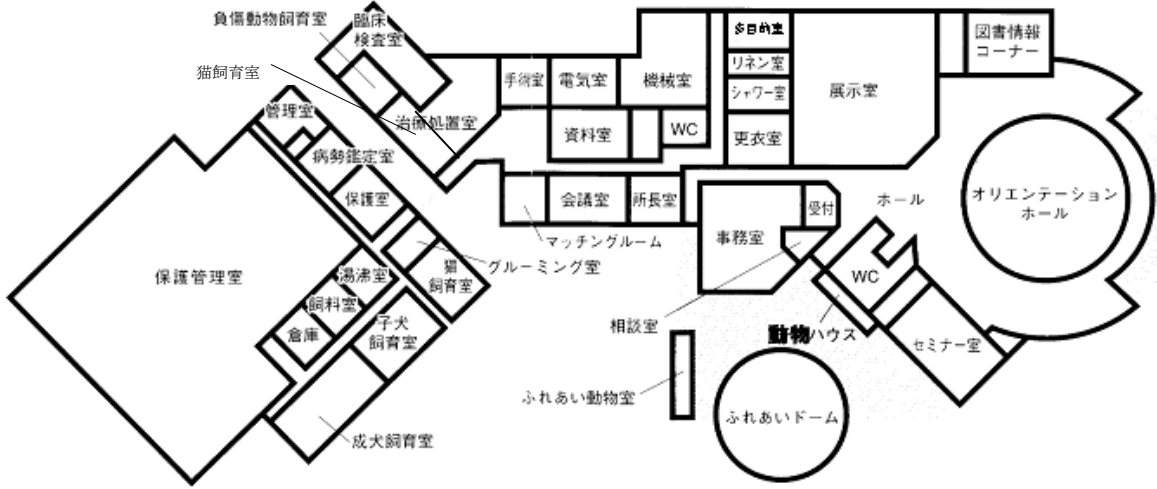 負傷動物飼育室
臨床
検査室
猫飼育室
治療処置室
手術室
電気室
機械室
資料室
WC
多目的室
リネン室
シャワー室
更衣室
展示室
図書情報
コーナー
管理室
病勢鑑定室
保護室
会議室
所長室
マッチングルーム
グルーミング室
猫
飼育室
事務室
受付
ホール
オリエンテーション
ホール
WC
保護管理室
湯沸室
飼料室
倉庫
子犬
飼育室
成犬飼育室
相談室
動物ハウス
セミナー室
ふれあい動物室
ふれあいドーム